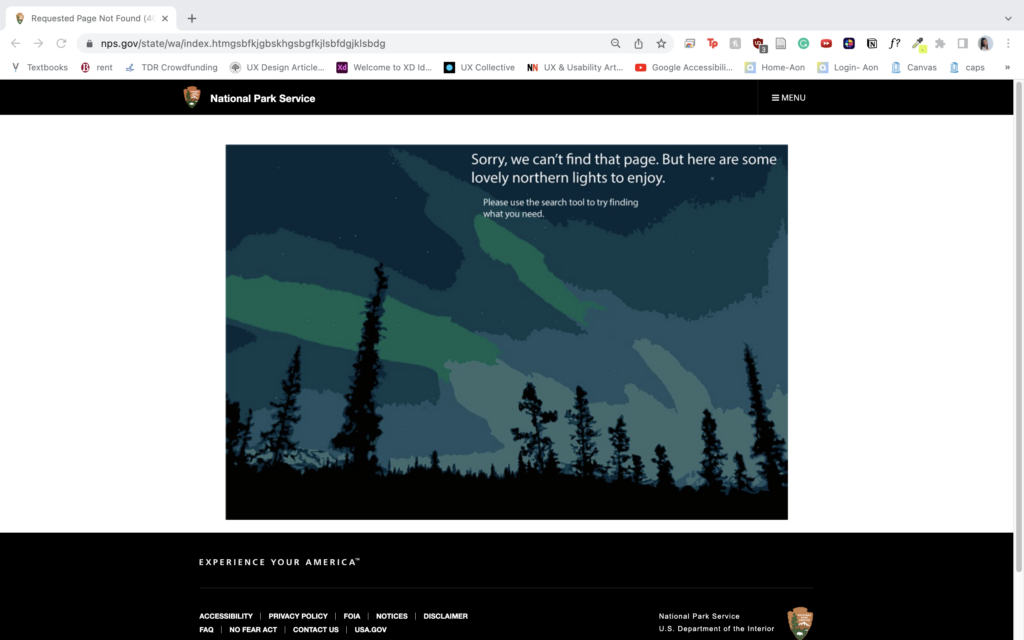 Requested Page Not Found (4
nps.gov/state/wa/index.htmgsbfkjgbskhgsbgfkjlsbfdgjklsbdg
Textbooks rent TDR Crowdfunding UX Design Article... Xd Welcome to XD Id... UX Collective NN UX & Usability Art... Google Accessibili... Home-Aon Login- Aon Canvas caps »
National Park Service MENU
Sorry, we can't find that page. But here are some
lovely northern lights to enjoy.
Please use the search tool to try finding
what you need.
EXPERIENCE YOUR AMERICA™
ACCESSIBILITY | PRIVACY POLICY | FOIA | NOTICES | DISCLAIMER
FAQ | NO FEAR ACT | CONTACT US | USA.GOV
National Park Service
U.S. Department of the Interior